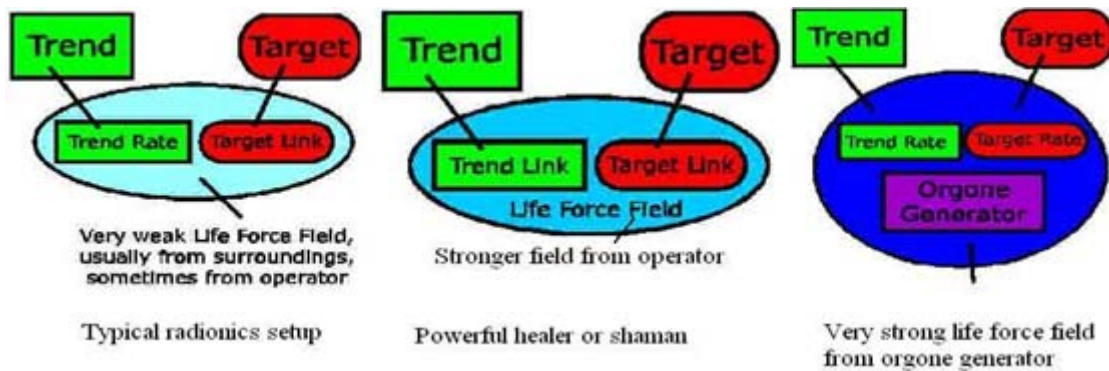 Trend
Target
Trend Rate
Target Link
Very weak Life Force Field,
usually from surroundings,
sometimes from operator
Typical radionics setup
Trend
Target
Trend Link
Target Link
Life Force Field
Stronger field from operator
Powerful healer or shaman
Trend
Target
Trend Rate
Target Rate
Orgone
Generator
Very strong life force field
from orgone generator